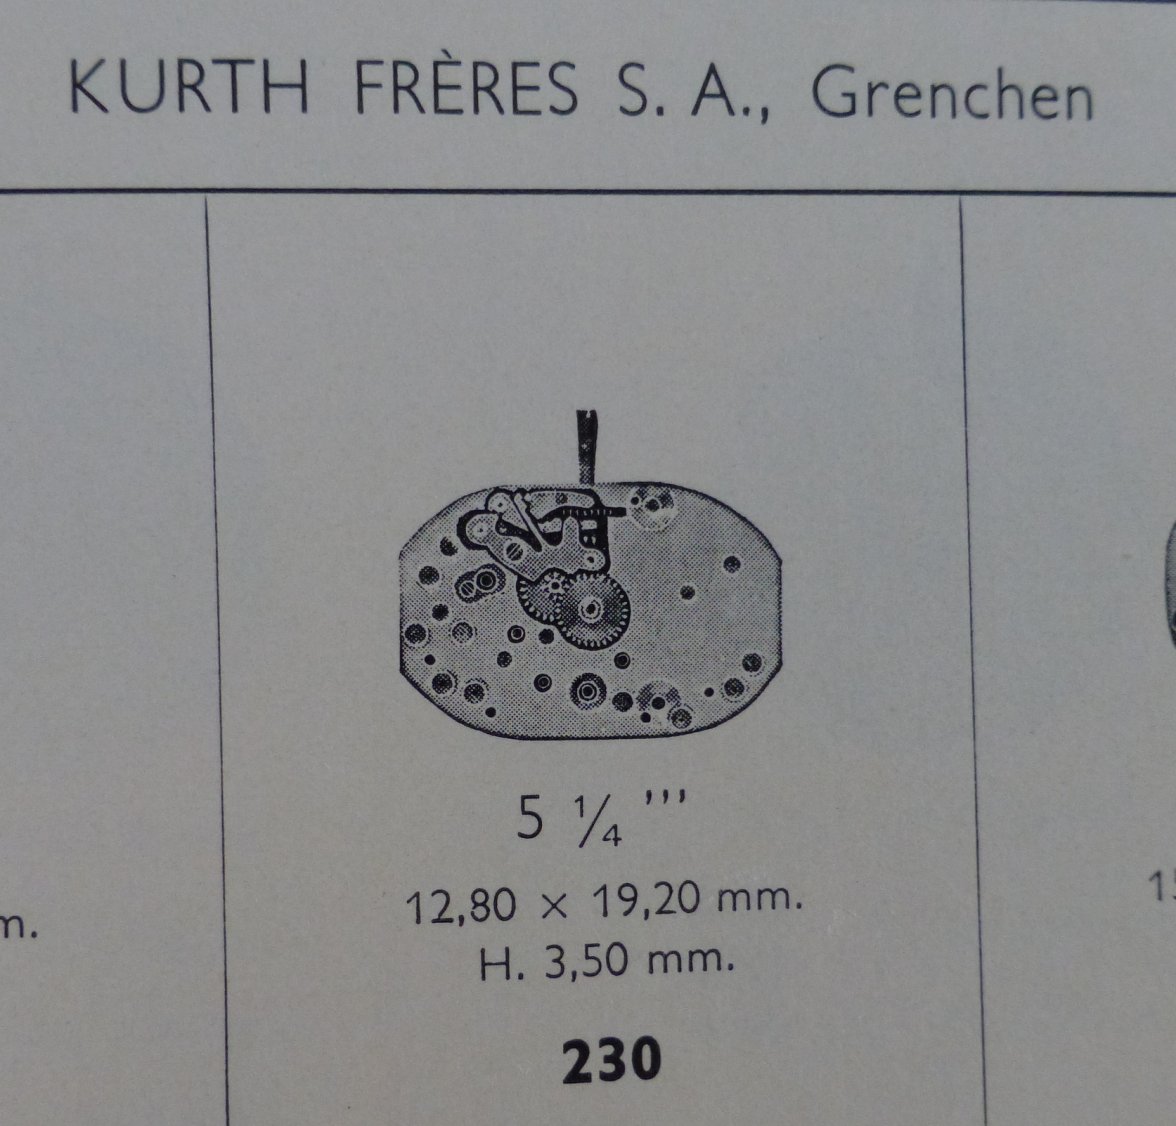 KURTH FRÈRES S. A., Grenchen
5 ¼ '''
12,80 × 19,20 mm.
m.
H. 3,50 mm.
230